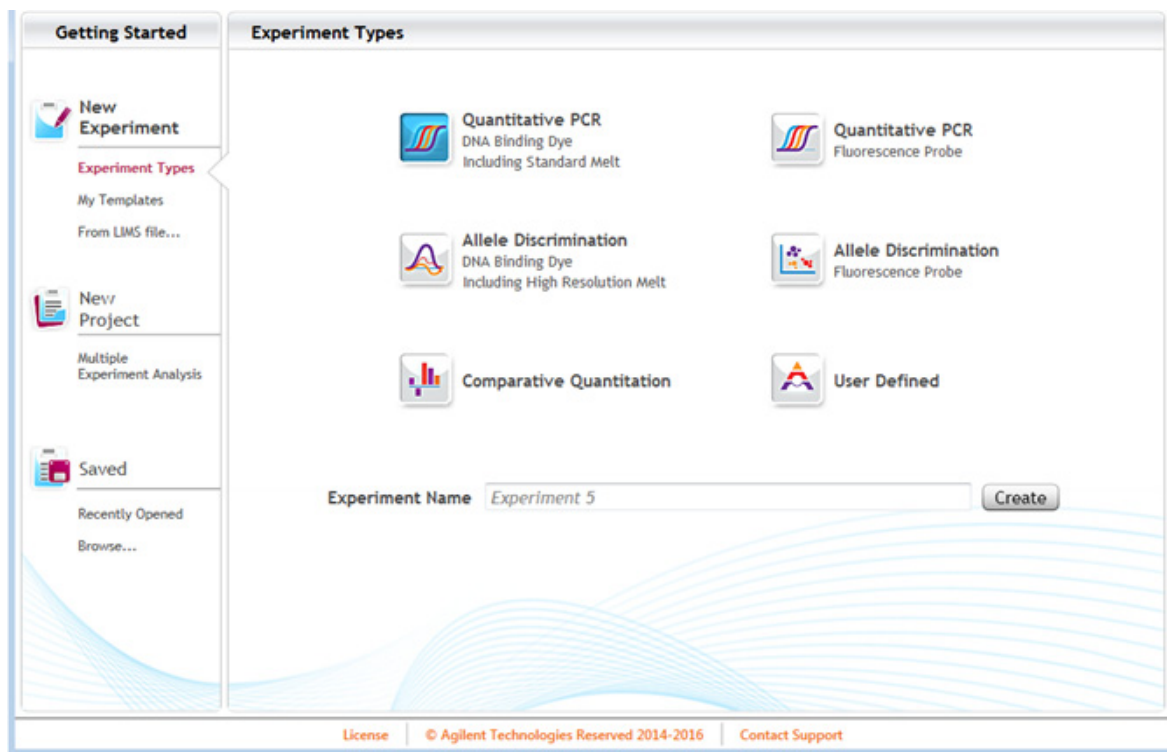 Getting Started
New
Experiment
Experiment Types
My Templates
From LIMS file...
New
Project
Multiple
Experiment Analysis
Saved
Recently Opened
Browse...
Experiment Types
Quantitative PCR
DNA Binding Dye
Including Standard Melt
Quantitative PCR
Fluorescence Probe
Allele Discrimination
DNA Binding Dye
Including High Resolution Melt
Allele Discrimination
Fluorescence Probe
Comparative Quantitation
User Defined
Experiment Name Experiment 5 Create
License © Agilent Technologies Reserved 2014-2016 Contact Support